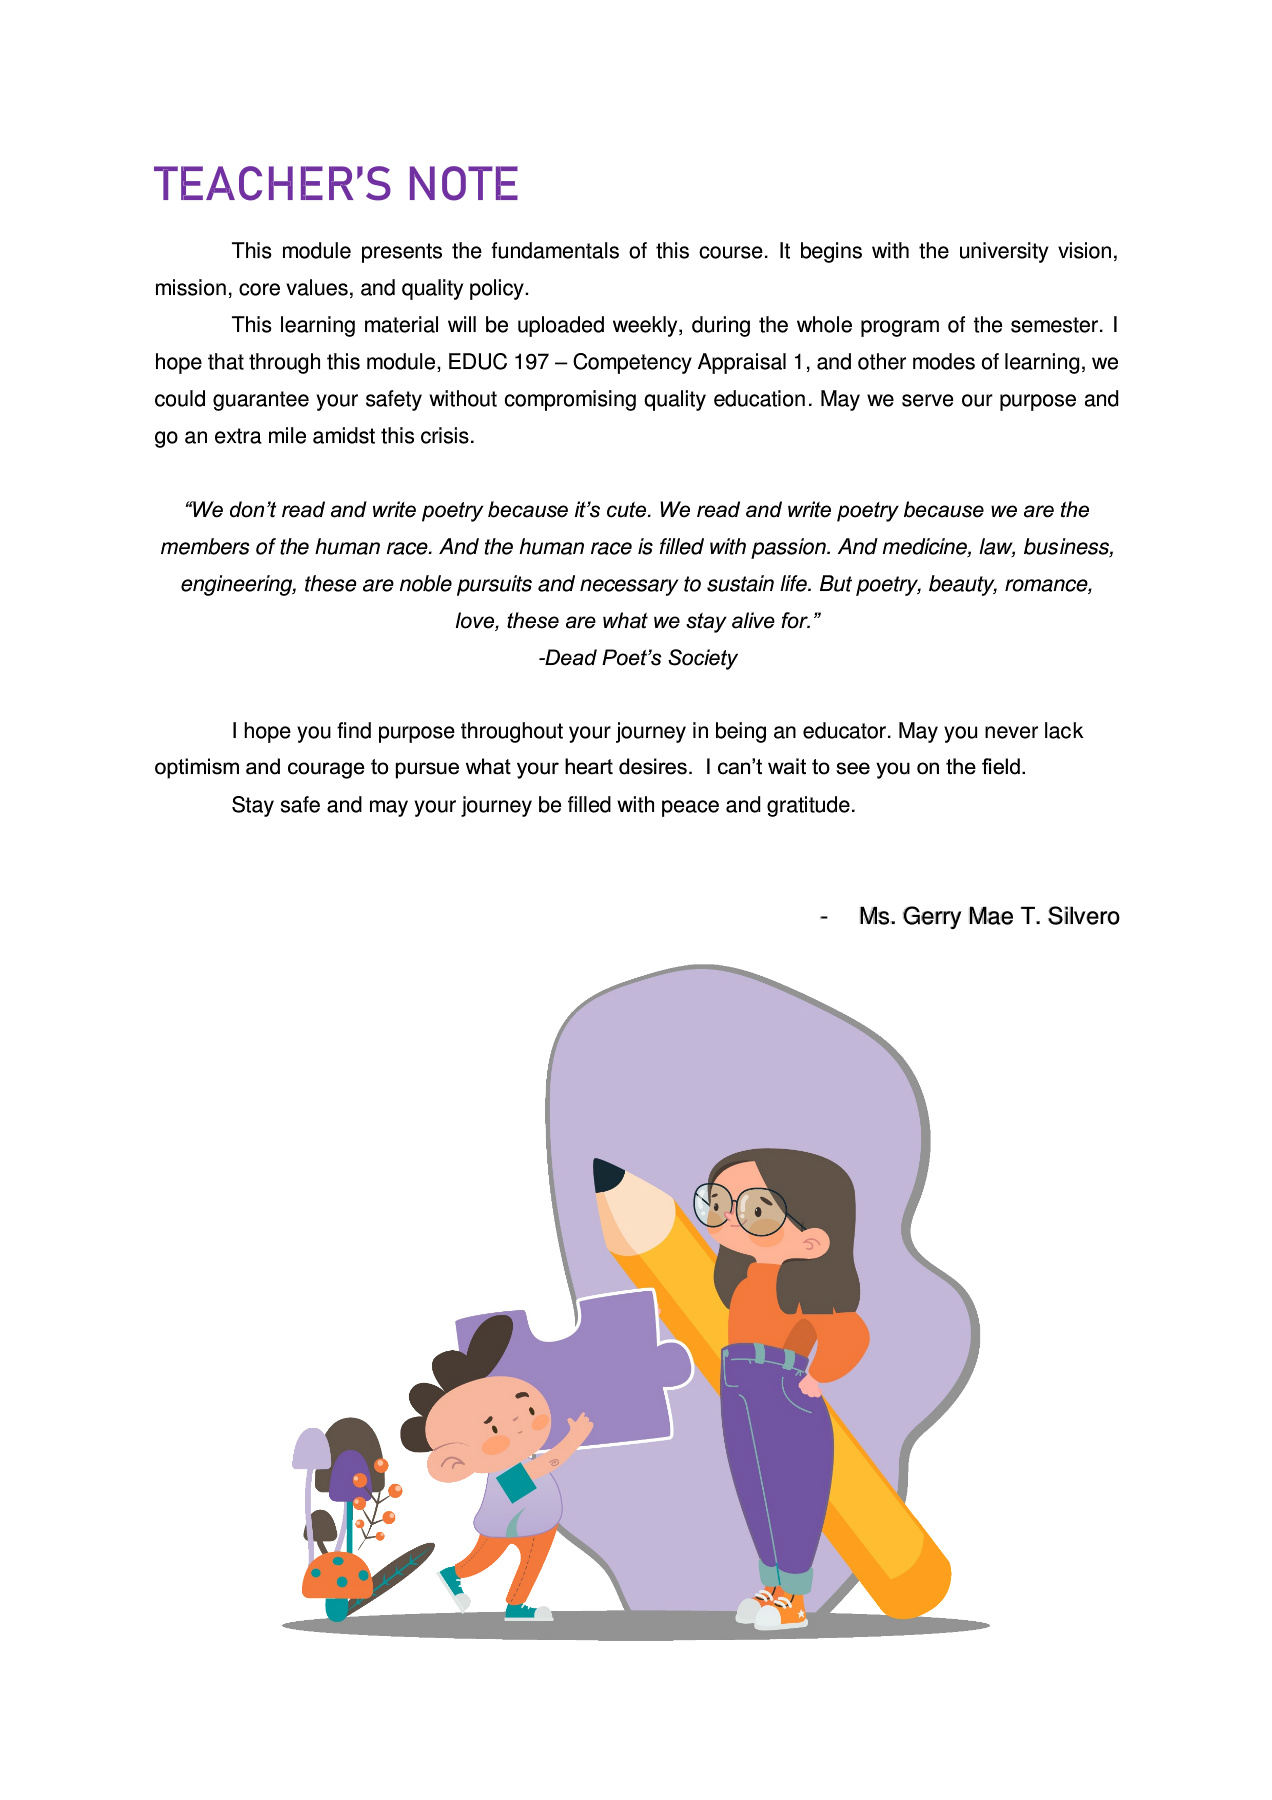 TEACHER’S NOTE
This module presents the fundamentals of this course. It begins with the university vision,
mission, core values, and quality policy.
This learning material will be uploaded weekly, during the whole program of the semester. I
hope that through this module, EDUC 197 – Competency Appraisal 1, and other modes of learning, we
could guarantee your safety without compromising quality education. May we serve our purpose and
go an extra mile amidst this crisis.
“We don’t read and write poetry because it’s cute. We read and write poetry because we are the
members of the human race. And the human race is filled with passion. And medicine, law, business,
engineering, these are noble pursuits and necessary to sustain life. But poetry, beauty, romance,
love, these are what we stay alive for.”
-Dead Poet’s Society
I hope you find purpose throughout your journey in being an educator. May you never lack
optimism and courage to pursue what your heart desires.  I can’t wait to see you on the field.
Stay safe and may your journey be filled with peace and gratitude.
- Ms. Gerry Mae T. Silvero